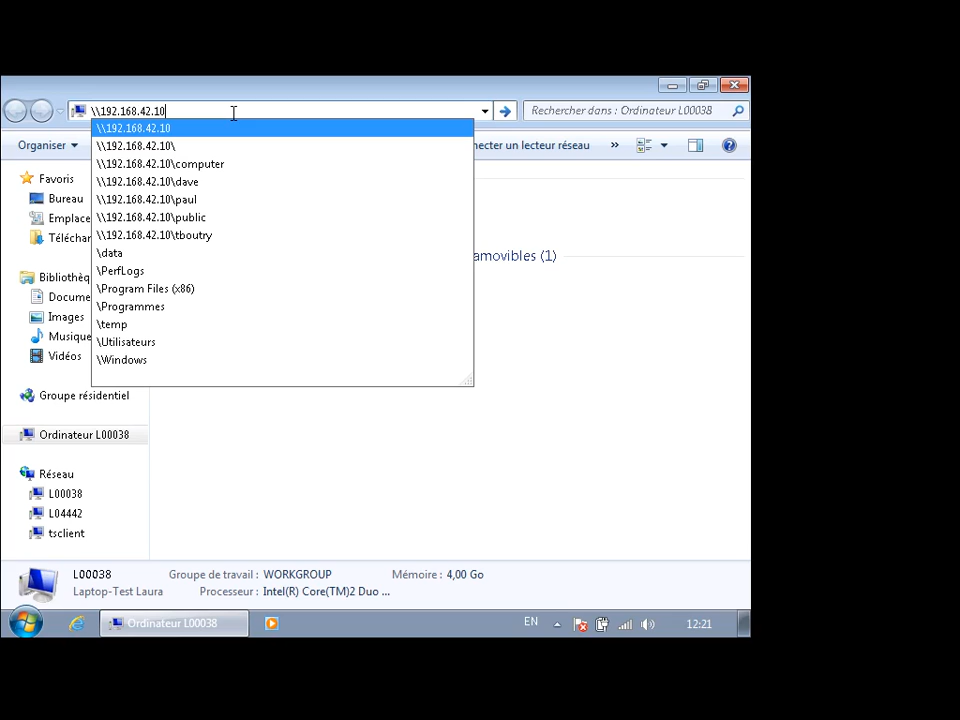 \\192.168.42.10
Rechercher dans : Ordinateur L00038
\\192.168.42.10
Organiser
necter un lecteur réseau
»
\\192.168.42.10\
\\192.168.42.10\computer
\\192.168.42.10\dave
\\192.168.42.10\paul
\\192.168.42.10\public
\\192.168.42.10\tboutry
\data
\PerfLogs
\Program Files (x86)
\Programmes
\temp
\Utilisateurs
\Windows
amovibles (1)
Favoris
Bureau
Emplace
Téléchar
Bibliothèq
Docume
Images
Musique
Vidéos
Groupe résidentiel
Ordinateur L00038
Réseau
L00038
L04442
tsclient
L00038 Groupe de travail : WORKGROUP Mémoire : 4,00 Go
Laptop-Test Laura Processeur : Intel(R) Core(TM)2 Duo ...
Ordinateur L00038
EN
12:21